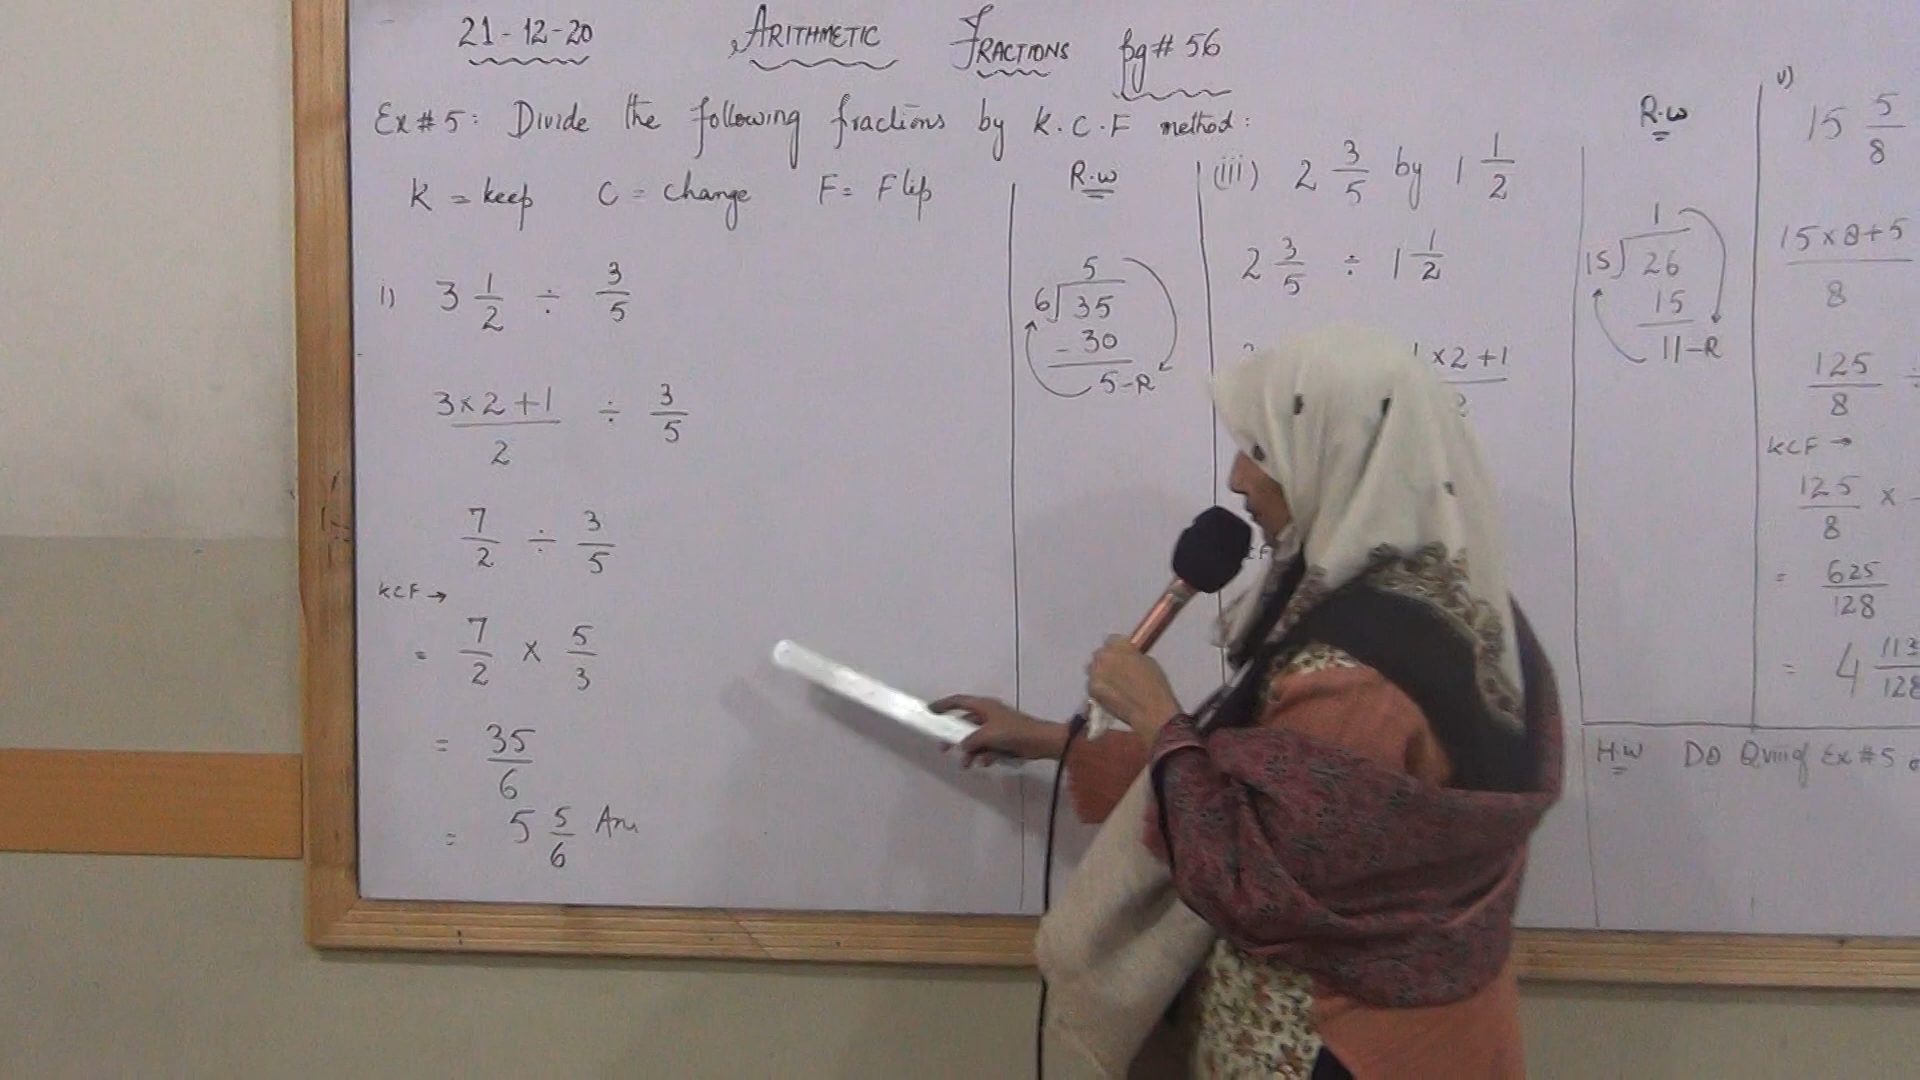 21-12-20 ARITHMETIC FRACTIONS pg# 56
Ex# 5: Divide the following fractions by K.C.F method:
K = keep C = Change F = Flip
1) 3 1/2 ÷ 3/5
3×2+1/2 ÷ 3/5
7/2 ÷ 3/5
KCF →
= 7/2 × 5/3
= 35/6
= 5 5/6 Ans
R.w
5
6)35
- 30
5-R
(iii) 2 3/5 by 1 1/2
2 3/5 ÷ 1 1/2
1×2+1
R.w
1
15)26
15
11-R
v)
15 5/8
15×8+5/8
125/8 ÷
KCF →
125/8 ×
= 625/128
= 4 113/128
H.w Do Qviii of Ex #5